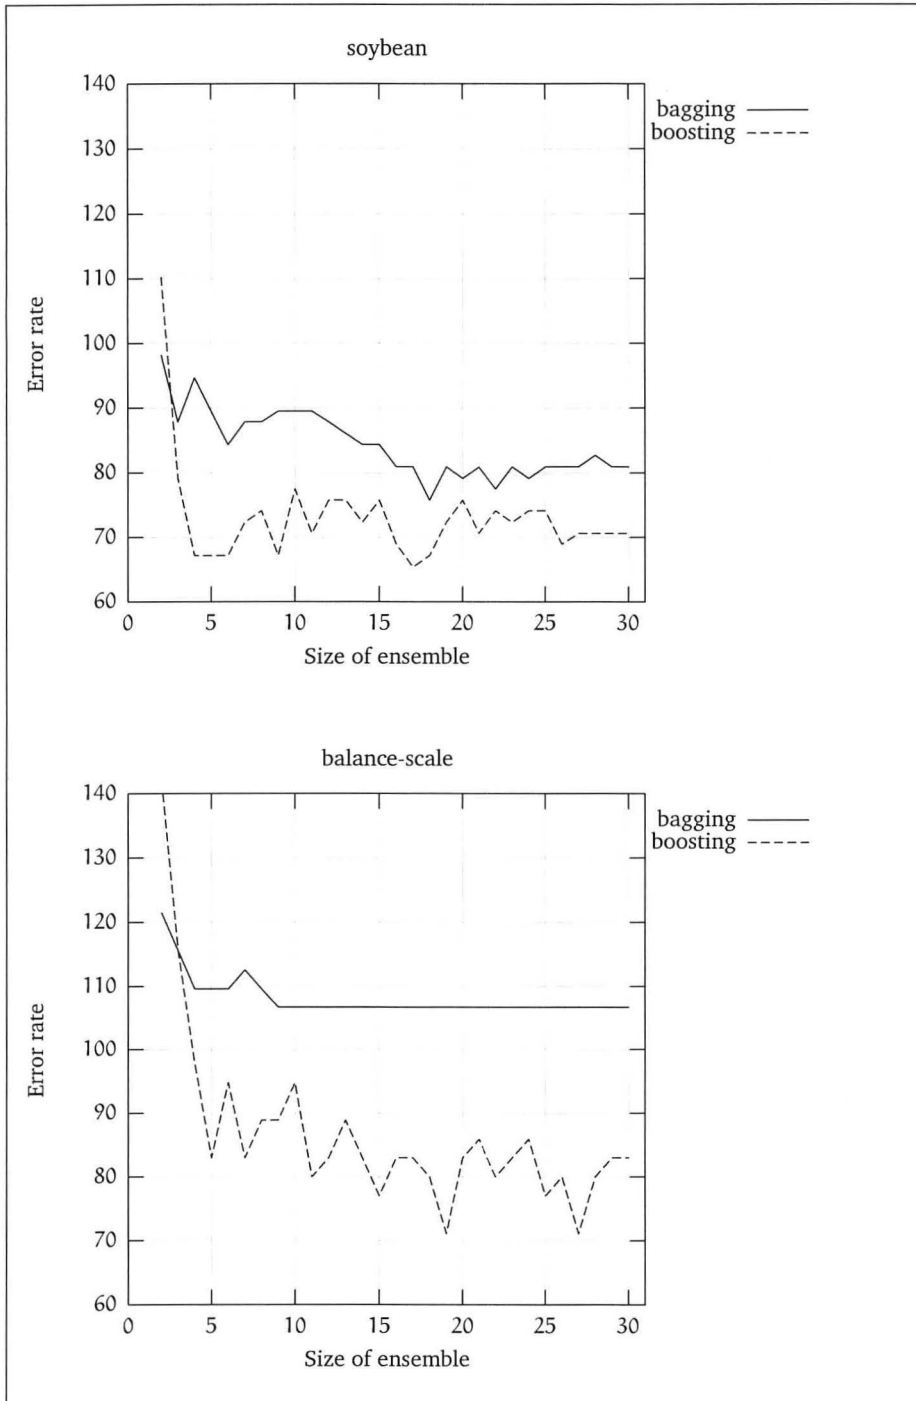 soybean
140
130
120
110
100
90
80
70
60
0 5 10 15 20 25 30
Error rate
Size of ensemble
bagging
boosting
balance-scale
140
130
120
110
100
90
80
70
60
0 5 10 15 20 25 30
Error rate
Size of ensemble
bagging
boosting